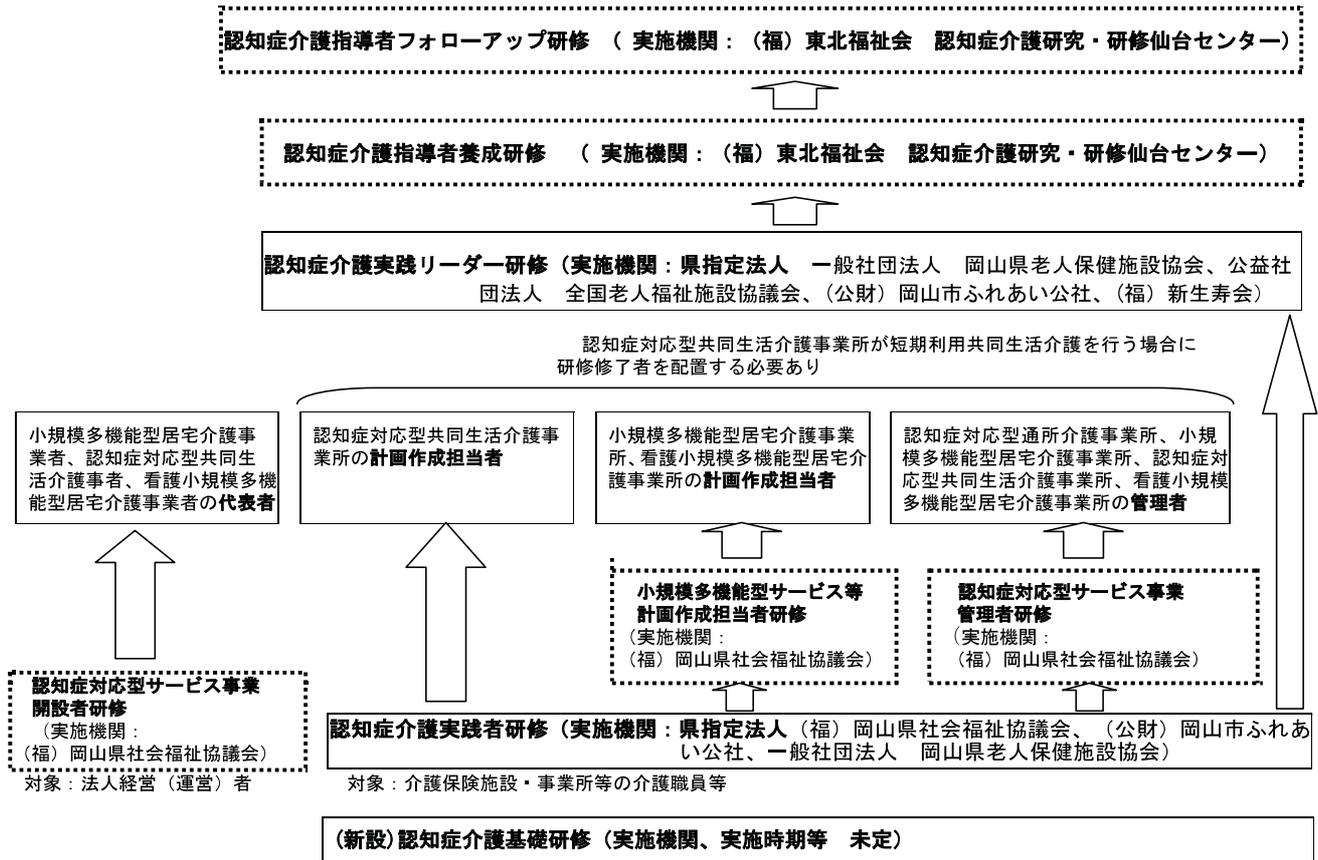 認知症介護指導者フォローアップ研修 （ 実施機関：（福）東北福祉会　認知症介護研究・研修仙台センター）
認知症介護指導者養成研修　（ 実施機関：（福）東北福祉会　認知症介護研究・研修仙台センター）
認知症介護実践リーダー研修（実施機関：県指定法人　一般社団法人　岡山県老人保健施設協会、公益社
団法人　全国老人福祉施設協議会、（公財）岡山市ふれあい公社、（福）新生寿会）
認知症対応型共同生活介護事業所が短期利用共同生活介護を行う場合に
研修修了者を配置する必要あり
小規模多機能型居宅介護事
業者、認知症対応型共同生
活介護事者、看護小規模多機
能型居宅介護事業者の代表者
認知症対応型共同生活介護事
業所の計画作成担当者
小規模多機能型居宅介護事業
所、看護小規模多機能型居宅介
護事業所の計画作成担当者
認知症対応型通所介護事業所、小規
模多機能型居宅介護事業所、認知症対
応型共同生活介護事業所、看護小規模
多機能型居宅介護事業所の管理者
小規模多機能型サービス等
計画作成担当者研修
（実施機関：
（福）岡山県社会福祉協議会）
認知症対応型サービス事業
管理者研修
（実施機関：
（福）岡山県社会福祉協議会）
認知症対応型サービス事業
開設者研修
（実施機関：
（福）岡山県社会福祉協議会）
対象：法人経営（運営）者
認知症介護実践者研修（実施機関：県指定法人（福）岡山県社会福祉協議会、（公財）岡山市ふれあ
い公社、一般社団法人　岡山県老人保健施設協会）
対象：介護保険施設・事業所等の介護職員等
（新設）認知症介護基礎研修（実施機関、実施時期等　未定）